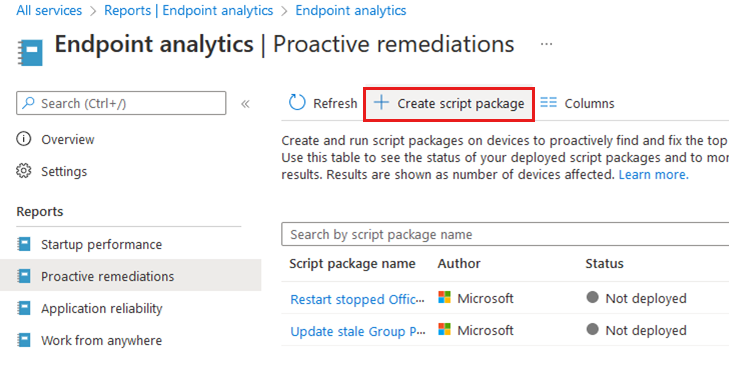 All services > Reports | Endpoint analytics > Endpoint analytics >
Endpoint analytics | Proactive remediations ...
Search (Ctrl+/) «
Overview
Settings
Reports
Startup performance
Proactive remediations
Application reliability
Work from anywhere
Refresh + Create script package Columns
Create and run script packages on devices to proactively find and fix the top
Use this table to see the status of your deployed script packages and to mor
results. Results are shown as number of devices affected. Learn more.
Search by script package name
Script package name Author Status
Restart stopped Offic... Microsoft Not deployed
Update stale Group P... Microsoft Not deployed